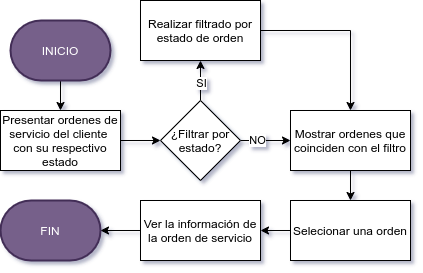 Realizar filtrado por
estado de orden
INICIO
SI
Presentar ordenes de
servicio del cliente
con su respectivo
estado
¿Filtrar por
estado?
NO
Mostrar ordenes que
coinciden con el filtro
FIN
Ver la información de
la orden de servicio
Selecionar una orden